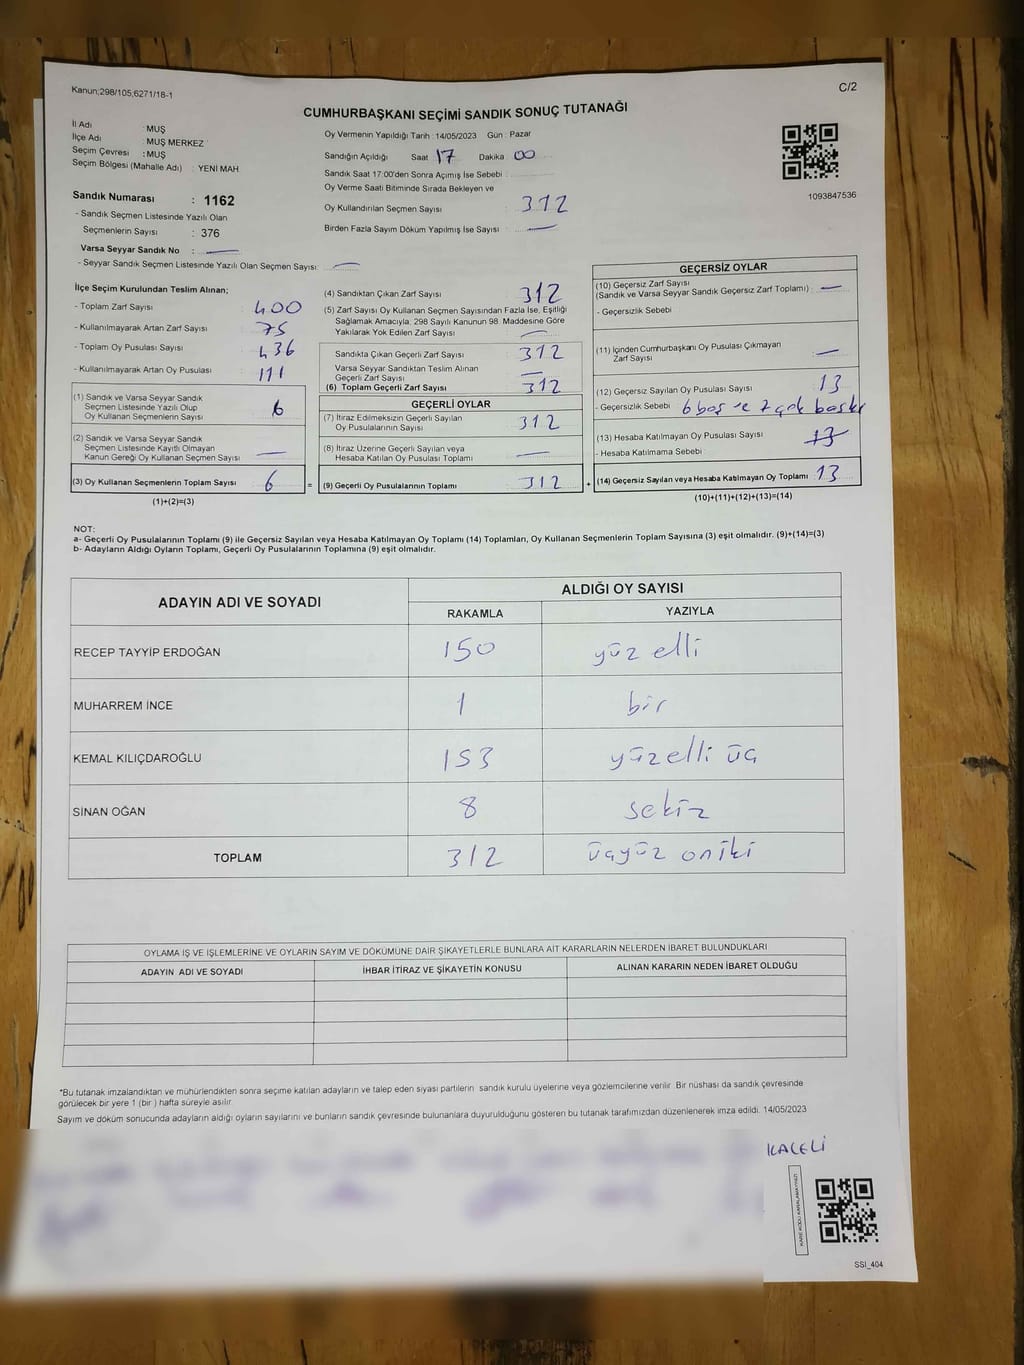 Kanun;298/105,6271/18-1
C/2
CUMHURBAŞKANI SEÇİMİ SANDIK SONUÇ TUTANAĞI
İl Adı : MUŞ
İlçe Adı : MUŞ MERKEZ
Seçim Çevresi : MUŞ
Seçim Bölgesi (Mahalle Adı) : YENİ MAH
Oy Vermenin Yapıldığı Tarih : 14/05/2023 Gün : Pazar
Sandığın Açıldığı Saat 17 Dakika 00
Sandık Saat 17:00'den Sonra Açımış İse Sebebi :
Oy Verme Saati Bitiminde Sırada Bekleyen ve
Oy Kullandırılan Seçmen Sayısı : 312
Birden Fazla Sayım Döküm Yapılmış İse Sayısı : —
1093847536
Sandık Numarası : 1162
- Sandık Seçmen Listesinde Yazılı Olan
Seçmenlerin Sayısı : 376
Varsa Seyyar Sandık No : —
- Seyyar Sandık Seçmen Listesinde Yazılı Olan Seçmen Sayısı: —
İlçe Seçim Kurulundan Teslim Alınan;
- Toplam Zarf Sayısı : 400
- Kullanılmayarak Artan Zarf Sayısı : 75
- Toplam Oy Pusulası Sayısı : 436
- Kullanılmayarak Artan Oy Pusulası : 111
(1) Sandık ve Varsa Seyyar Sandık
Seçmen Listesinde Yazılı Olup
Oy Kullanan Seçmenlerin Sayısı : 6
(2) Sandık ve Varsa Seyyar Sandık
Seçmen Listesinde Kayıtlı Olmayan
Kanun Gereği Oy Kullanan Seçmen Sayısı : —
(3) Oy Kullanan Seçmenlerin Toplam Sayısı : 6 =
(1)+(2)=(3)
(4) Sandıktan Çıkan Zarf Sayısı : 312
(5) Zarf Sayısı Oy Kullanan Seçmen Sayısından Fazla İse, Eşitliği
Sağlamak Amacıyla, 298 Sayılı Kanunun 98. Maddesine Göre
Yakılarak Yok Edilen Zarf Sayısı : —
Sandıkta Çıkan Geçerli Zarf Sayısı : 312
Varsa Seyyar Sandıktan Teslim Alınan
Geçerli Zarf Sayısı : —
(6) Toplam Geçerli Zarf Sayısı : 312
GEÇERLİ OYLAR
(7) İtiraz Edilmeksizin Geçerli Sayılan
Oy Pusulalarının Sayısı : 312
(8) İtiraz Üzerine Geçerli Sayılan veya
Hesaba Katılan Oy Pusulası Toplamı : —
(9) Geçerli Oy Pusulalarının Toplamı : 312 +
GEÇERSİZ OYLAR
(10) Geçersiz Zarf Sayısı
(Sandık ve Varsa Seyyar Sandık Geçersiz Zarf Toplamı) : —
- Geçersizlik Sebebi :
(11) İçinden Cumhurbaşkanı Oy Pusulası Çıkmayan
Zarf Sayısı : —
(12) Geçersiz Sayılan Oy Pusulası Sayısı : 13
- Geçersizlik Sebebi : 6 boş ve 7 çok baskı
(13) Hesaba Katılmayan Oy Pusulası Sayısı : 13
- Hesaba Katılmama Sebebi :
(14) Geçersiz Sayılan veya Hesaba Katılmayan Oy Toplamı : 13
(10)+(11)+(12)+(13)=(14)
NOT:
a- Geçerli Oy Pusulalarının Toplamı (9) ile Geçersiz Sayılan veya Hesaba Katılmayan Oy Toplamı (14) Toplamları, Oy Kullanan Seçmenlerin Toplam Sayısına (3) eşit olmalıdır. (9)+(14)=(3)
b- Adayların Aldığı Oyların Toplamı, Geçerli Oy Pusulalarının Toplamına (9) eşit olmalıdır.
ADAYIN ADI VE SOYADI ALDIĞI OY SAYISI
RAKAMLA YAZIYLA
RECEP TAYYİP ERDOĞAN 150 yüz elli
MUHARREM İNCE 1 bir
KEMAL KILIÇDAROĞLU 153 yüzelli üç
SİNAN OĞAN 8 sekiz
TOPLAM 312 üçyüz oniki
OYLAMA İŞ VE İŞLEMLERİNE VE OYLARIN SAYIM VE DÖKÜMÜNE DAİR ŞİKAYETLERLE BUNLARA AİT KARARLARIN NELERDEN İBARET BULUNDUKLARI
ADAYIN ADI VE SOYADI İHBAR İTİRAZ VE ŞİKAYETİN KONUSU ALINAN KARARIN NEDEN İBARET OLDUĞU
*Bu tutanak imzalandıktan ve mühürlendikten sonra seçime katılan adayların ve talep eden siyasi partilerin sandık kurulu üyelerine veya gözlemcilerine verilir. Bir nüshası da sandık çevresinde
görülecek bir yere 1 (bir ) hafta süreyle asılır.
Sayım ve döküm sonucunda adayların aldığı oyların sayılarını ve bunların sandık çevresinde bulunanlara duyurulduğunu gösteren bu tutanak tarafımızdan düzenlenerek imza edildi. 14/05/2023
KARE KODU KARALAMAYINIZ!
SSI_404